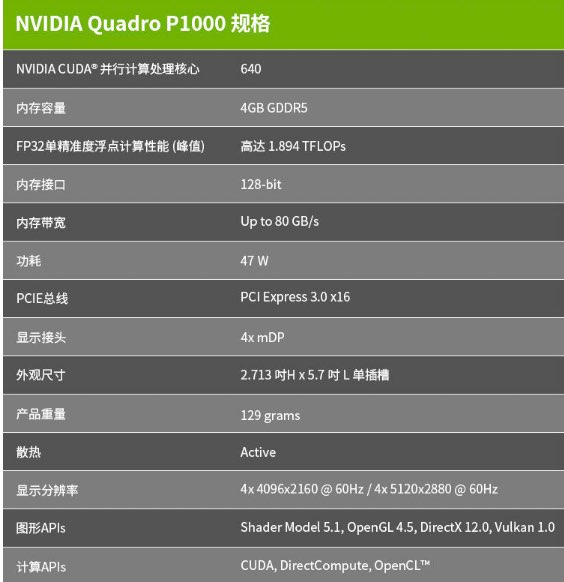 NVIDIA Quadro P1000 规格
NVIDIA CUDA® 并行计算处理核心 640
内存容量 4GB GDDR5
FP32单精准度浮点计算性能 (峰值) 高达 1.894 TFLOPs
内存接口 128-bit
内存带宽 Up to 80 GB/s
功耗 47 W
PCIE总线 PCI Express 3.0 x16
显示接头 4x mDP
外观尺寸 2.713 吋H x 5.7 吋 L 单插槽
产品重量 129 grams
散热 Active
显示分辨率 4x 4096x2160 @ 60Hz / 4x 5120x2880 @ 60Hz
图形APIs Shader Model 5.1, OpenGL 4.5, DirectX 12.0, Vulkan 1.0
计算APIs CUDA, DirectCompute, OpenCL™